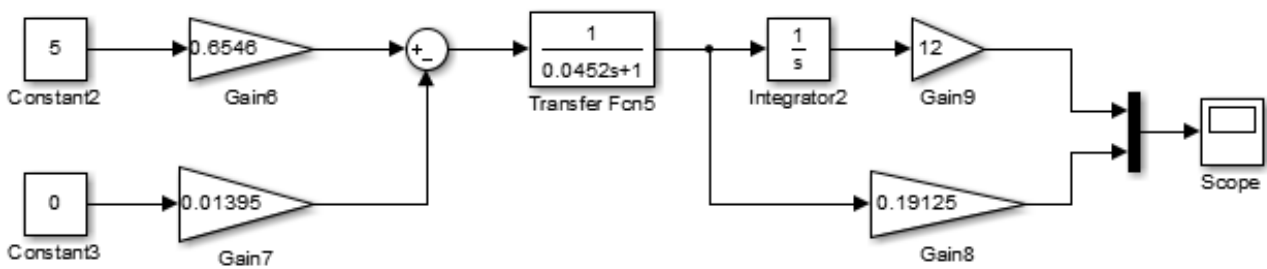 5
Constant2
0.6546
Gain6
+
−
1
0.0452s+1
Transfer Fcn5
1
s
Integrator2
12
Gain9
0
Constant3
0.01395
Gain7
0.19125
Gain8
Scope